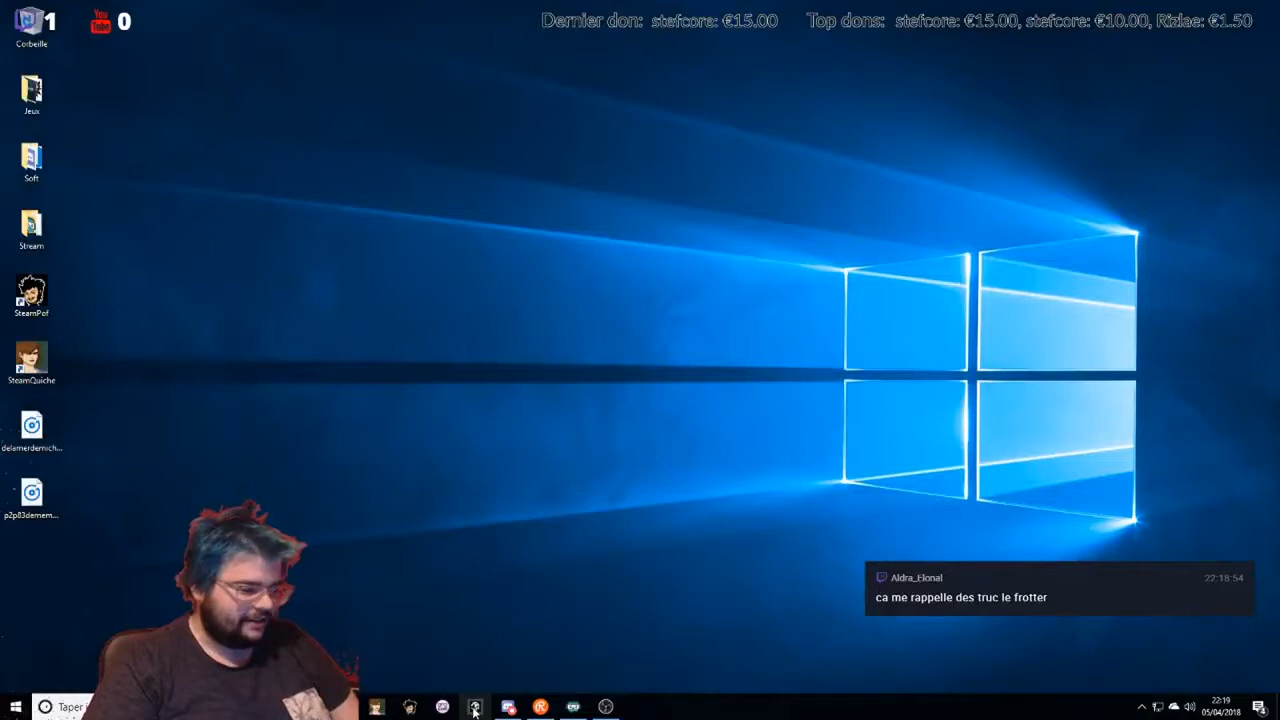 1
You Tube 0
Dernier don: stefcore: €15.00
Top dons: stefcore: €15.00, stefcore: €10.00, Rizlae: €1.50
Corbeille
Jeux
Soft
Stream
SteamPof
SteamQuiche
delamerdemich...
p2p83demem...
Aldra_Elonal
22:18:54
ca me rappelle des truc le frotter
Taper
22:19
05/04/2018